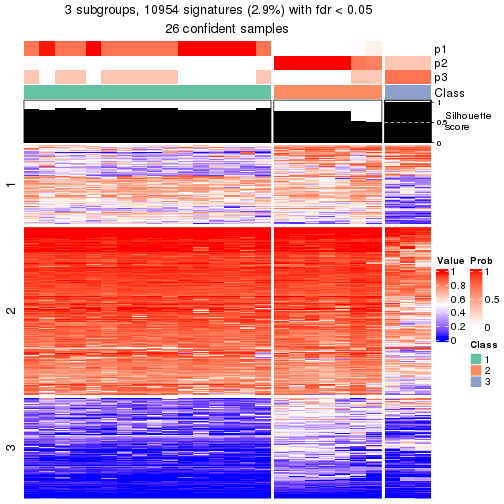 3 subgroups, 10954 signatures (2.9%) with fdr < 0.05
26 confident samples
p1
p2
p3
Class
1
0.5
0
Silhouette
score
1
2
3
Value
1
0.8
0.6
0.4
0.2
0
Prob
1
0.5
0
Class
1
2
3